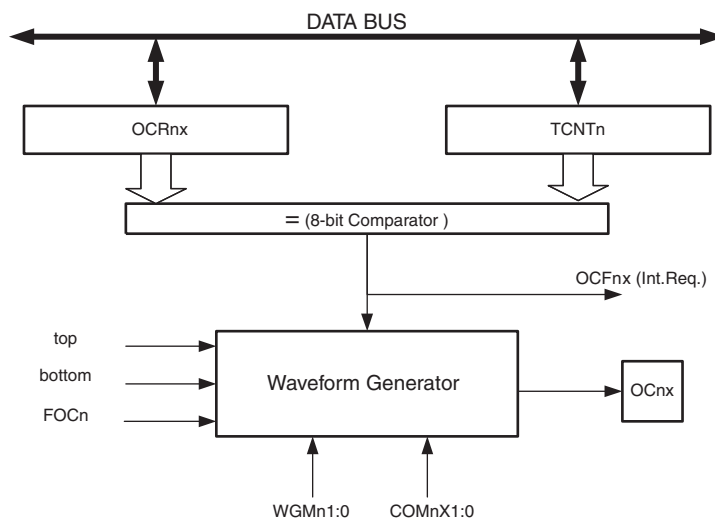 DATA BUS
OCRnx
TCNTn
= (8-bit Comparator )
OCFnx (Int.Req.)
top
bottom
FOCn
Waveform Generator
OCnx
WGMn1:0
COMnX1:0